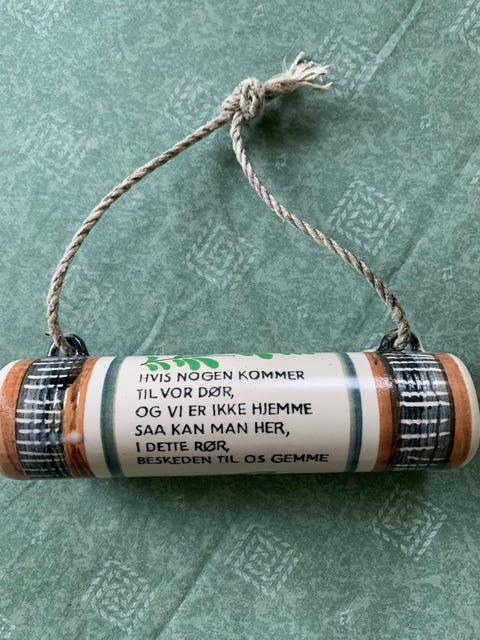 HVIS NOGEN KOMMER
TIL VOR DØR,
OG VI ER IKKE HJEMME
SAA KAN MAN HER,
I DETTE RØR,
BESKEDEN TIL OS GEMME